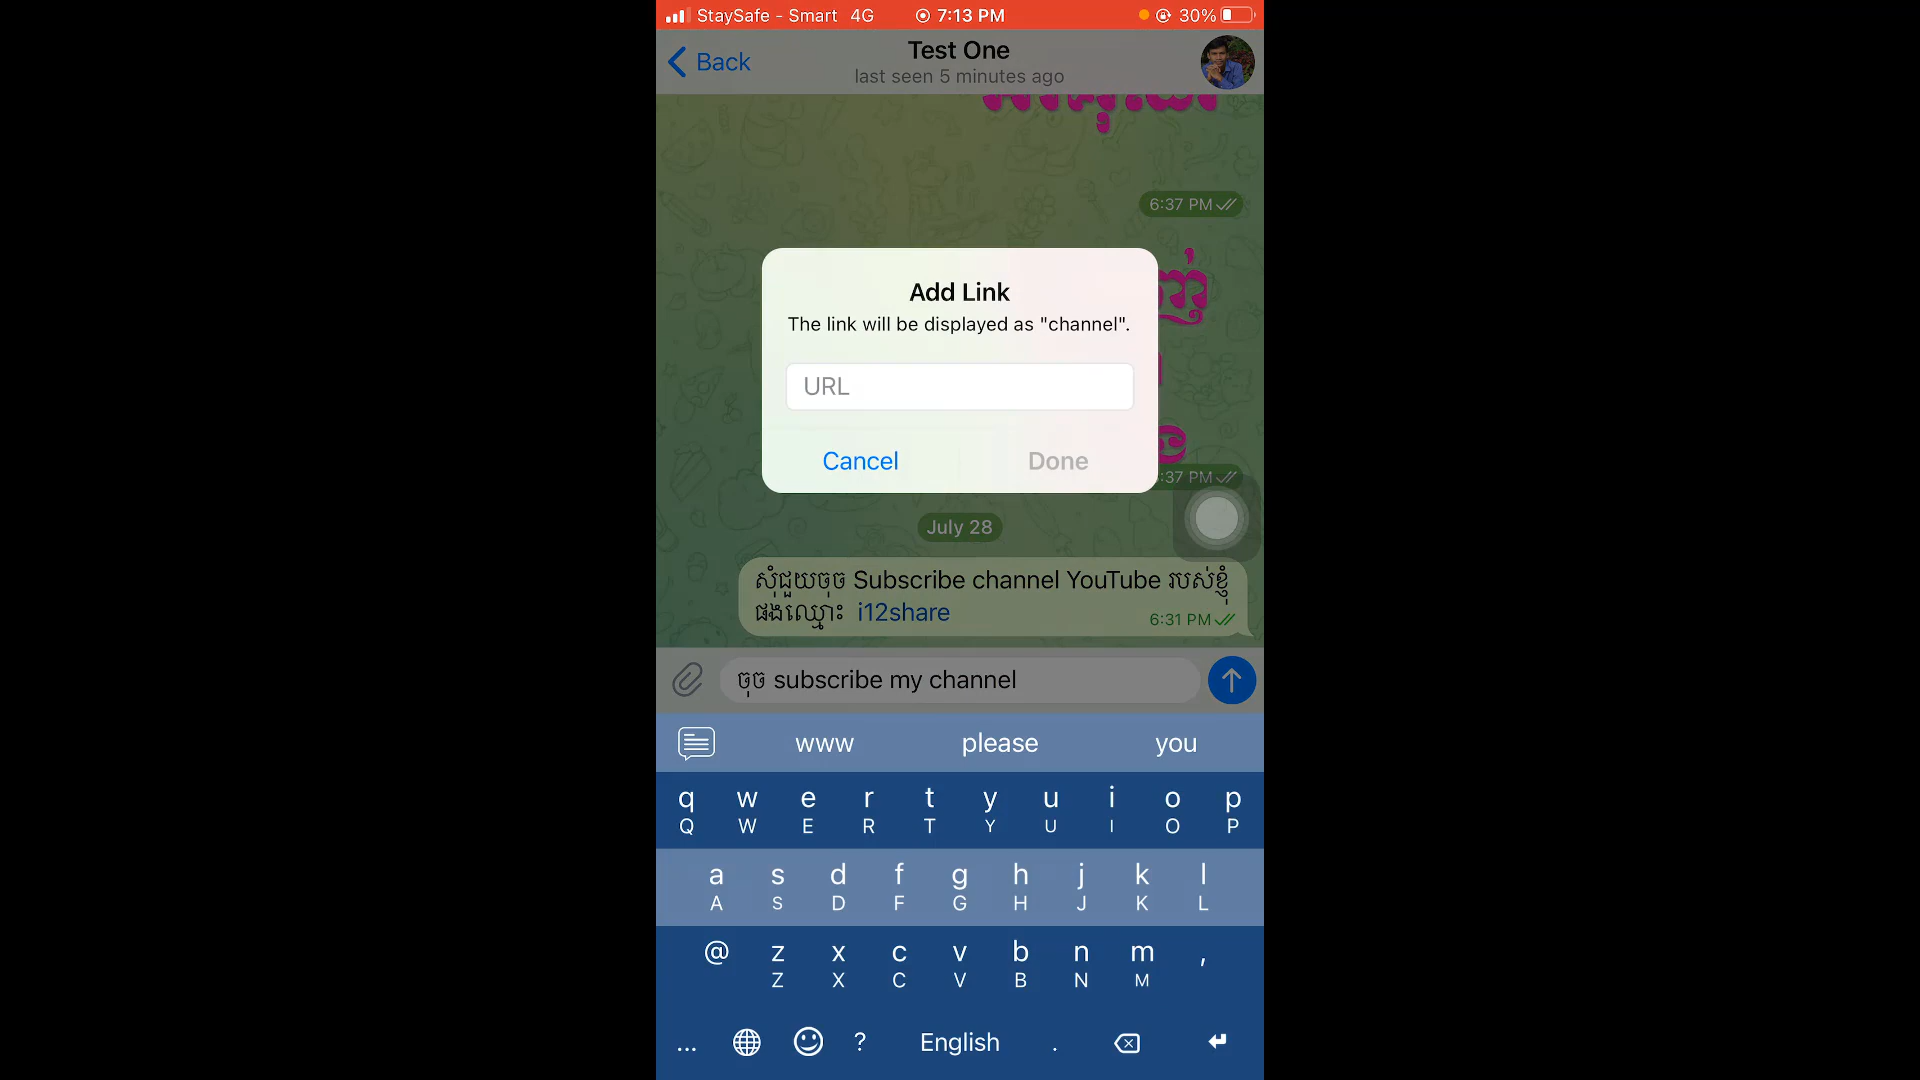 StaySafe - Smart 4G 7:13 PM 30%
Back
Test One
last seen 5 minutes ago
6:37 PM
Add Link
The link will be displayed as "channel".
URL
Cancel Done
:37 PM
July 28
សុំជួយចុច Subscribe channel YouTube របស់ខ្ញុំ
ផងឈ្មោះ i12share
6:31 PM
ចុច subscribe my channel
www please you
q w e r t y u i o p
Q W E R T Y U I O P
a s d f g h j k l
A S D F G H J K L
@ z x c v b n m ,
Z X C V B N M
... ? English .